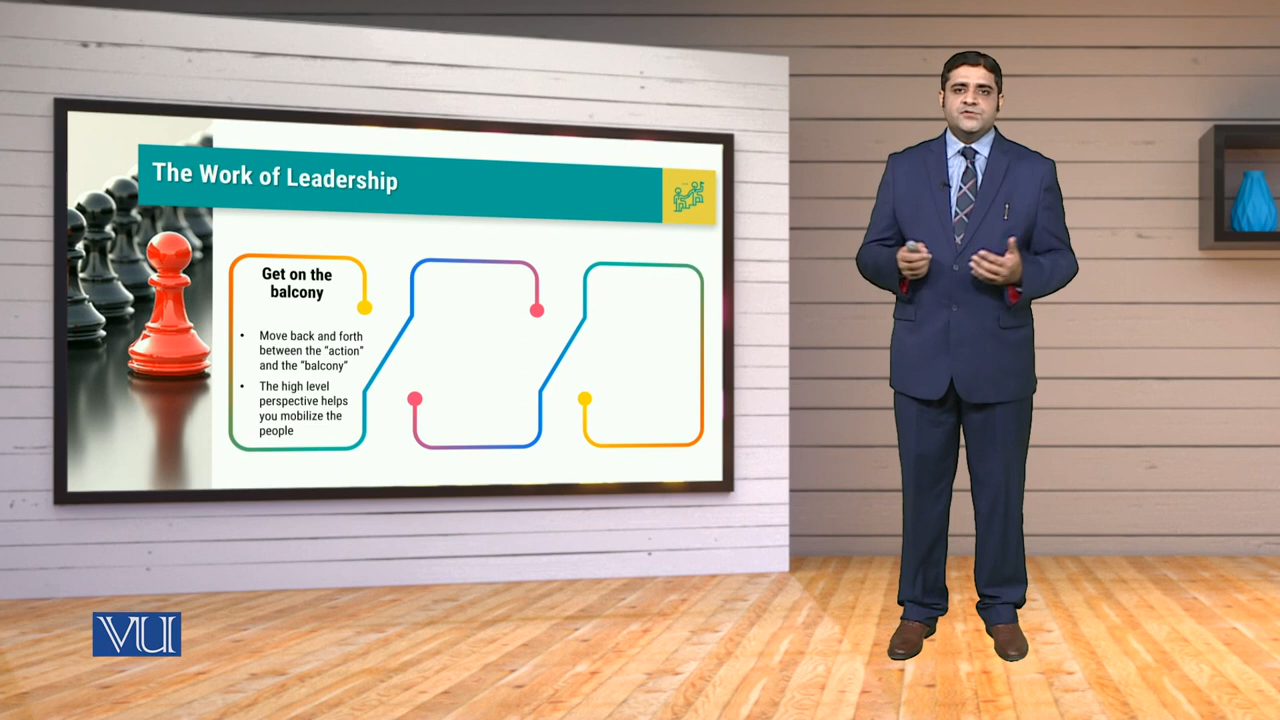 The Work of Leadership
Get on the
balcony
• Move back and forth
between the “action”
and the “balcony”
• The high level
perspective helps
you mobilize the
people
VU